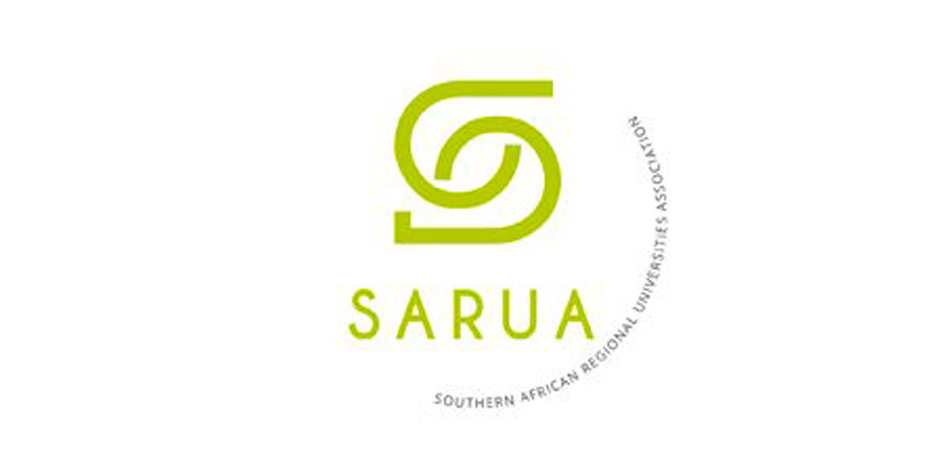 SARUA
SOUTHERN AFRICAN REGIONAL UNIVERSITIES ASSOCIATION